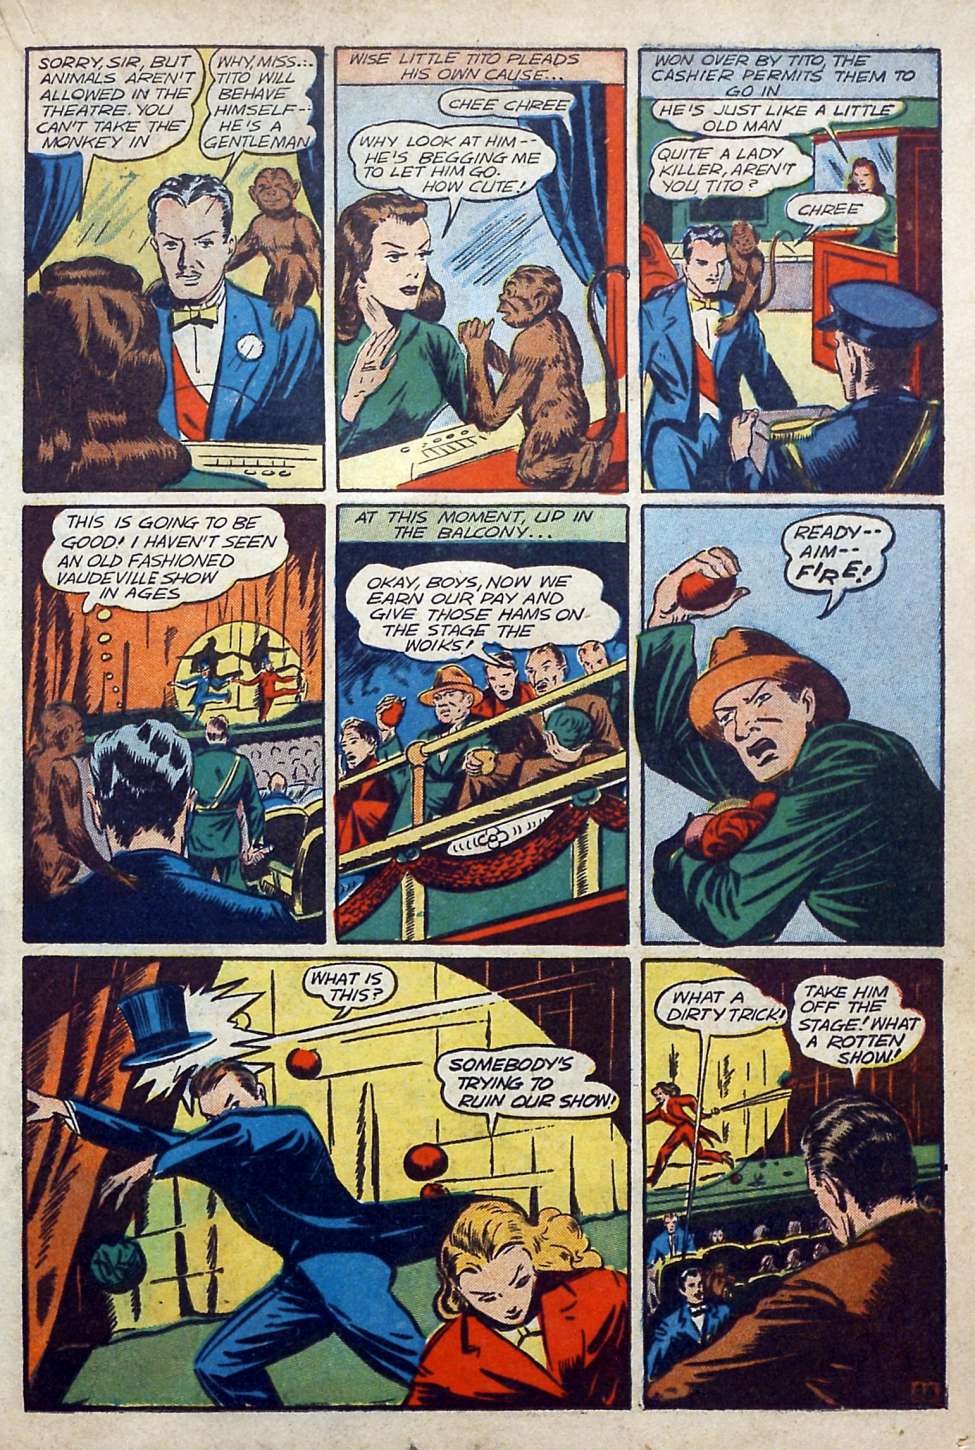 SORRY, SIR, BUT
ANIMALS AREN'T
ALLOWED IN THE
THEATRE. YOU
CAN'T TAKE THE
MONKEY IN
WHY, MISS...
TITO WILL
BEHAVE
HIMSELF--
HE'S A
GENTLEMAN
WISE LITTLE TITO PLEADS
HIS OWN CAUSE...
CHEE CHREE
WHY LOOK AT HIM--
HE'S BEGGING ME
TO LET HIM GO.
HOW CUTE!
WON OVER BY TITO, THE
CASHIER PERMITS THEM TO
GO IN
HE'S JUST LIKE A LITTLE
OLD MAN
QUITE A LADY
KILLER, AREN'T
YOU, TITO?
CHREE
THIS IS GOING TO BE
GOOD! I HAVEN'T SEEN
AN OLD FASHIONED
VAUDEVILLE SHOW
IN AGES
AT THIS MOMENT, UP IN
THE BALCONY...
OKAY, BOYS, NOW WE
EARN OUR PAY AND
GIVE THOSE HAMS ON
THE STAGE THE
WOIKS!
READY--
AIM--
FIRE!
WHAT IS
THIS?
SOMEBODY'S
TRYING TO
RUIN OUR SHOW!
WHAT A
DIRTY TRICK!
TAKE HIM
OFF THE
STAGE! WHAT
A ROTTEN
SHOW!